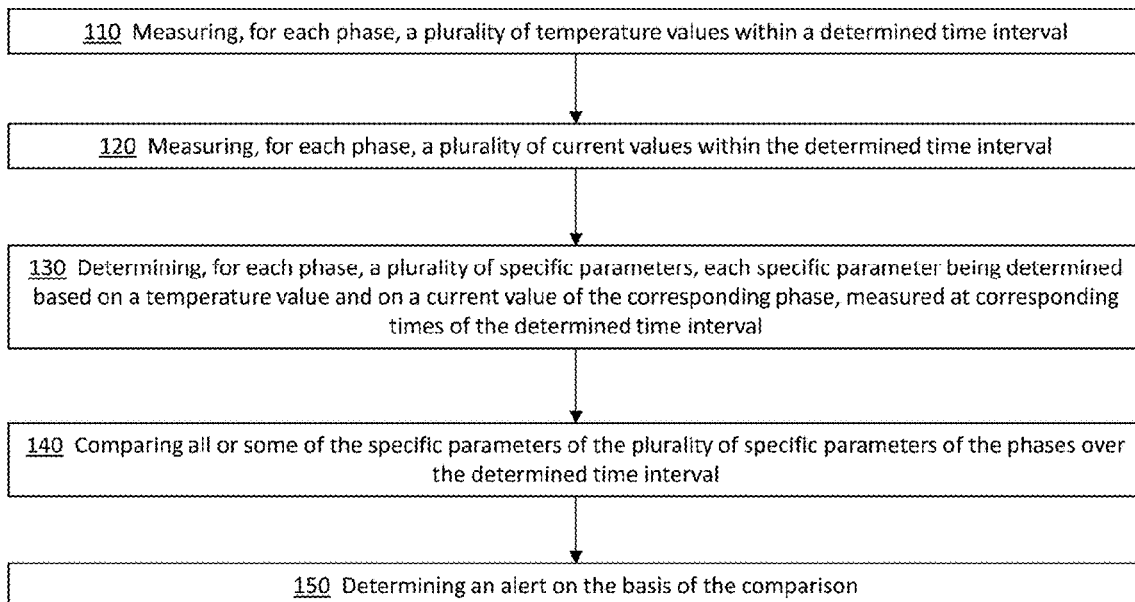 110 Measuring, for each phase, a plurality of temperature values within a determined time interval
120 Measuring, for each phase, a plurality of current values within the determined time interval
130 Determining, for each phase, a plurality of specific parameters, each specific parameter being determined
based on a temperature value and on a current value of the corresponding phase, measured at corresponding
times of the determined time interval
140 Comparing all or some of the specific parameters of the plurality of specific parameters of the phases over
the determined time interval
150 Determining an alert on the basis of the comparison